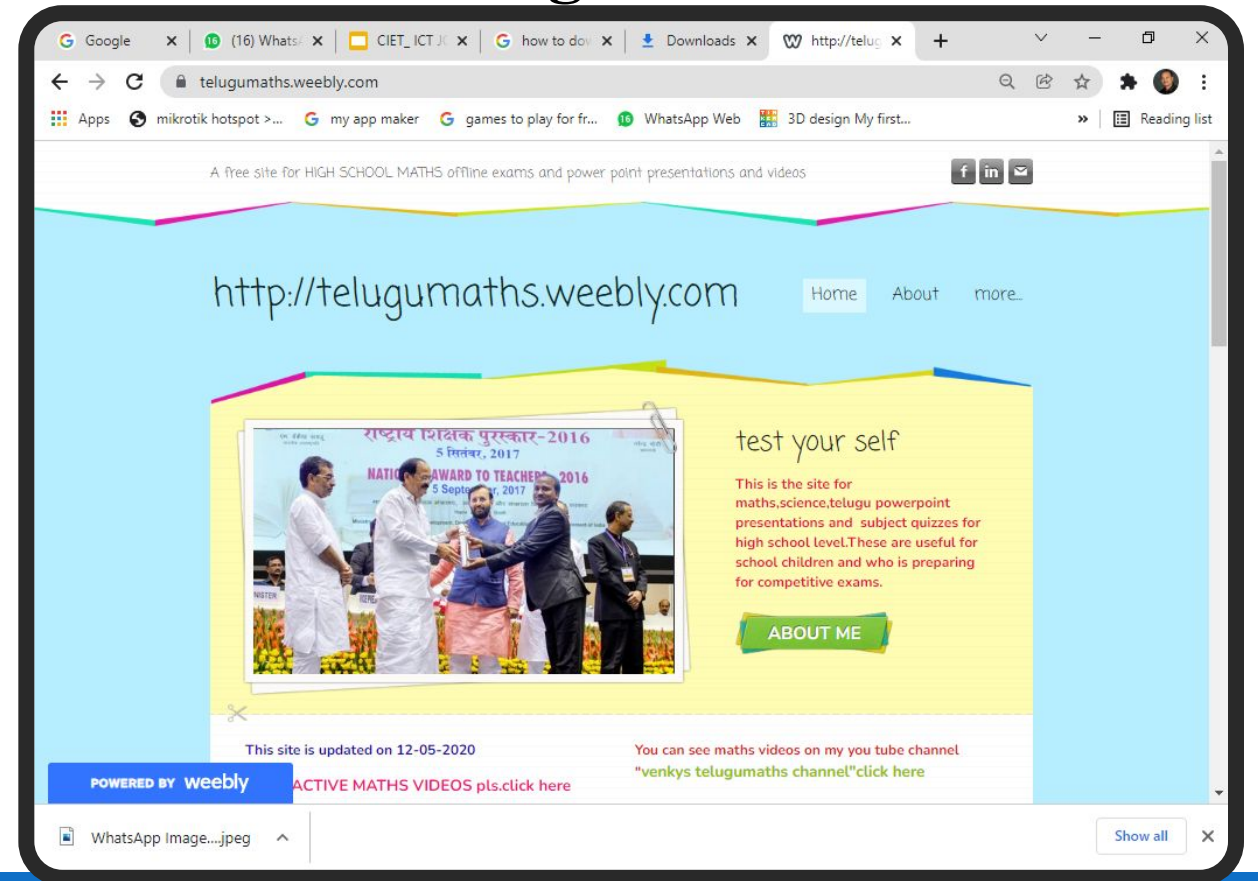 Google
(16) Whats
CIET_ ICT
how to dov
Downloads
http://telug
telugumaths.weebly.com
Apps
mikrotik hotspot >...
my app maker
games to play for fr...
WhatsApp Web
3D design My first...
»
Reading list
A free site for HIGH SCHOOL MATHS offline exams and power point presentations and videos
http://telugumaths.weebly.com
Home About more...
राष्ट्रीय शिक्षक पुरस्कार-2016
5 सितंबर, 2017
AWARD TO TEACHERS 2016
2017
test your self
This is the site for
maths,science,telugu powerpoint
presentations and subject quizzes for
high school level.These are useful for
school children and who is preparing
for competitive exams.
ABOUT ME
This site is updated on 12-05-2020
ACTIVE MATHS VIDEOS pls.click here
You can see maths videos on my you tube channel
"venkys telugumaths channel"click here
POWERED BY weebly
WhatsApp Image....jpeg
Show all